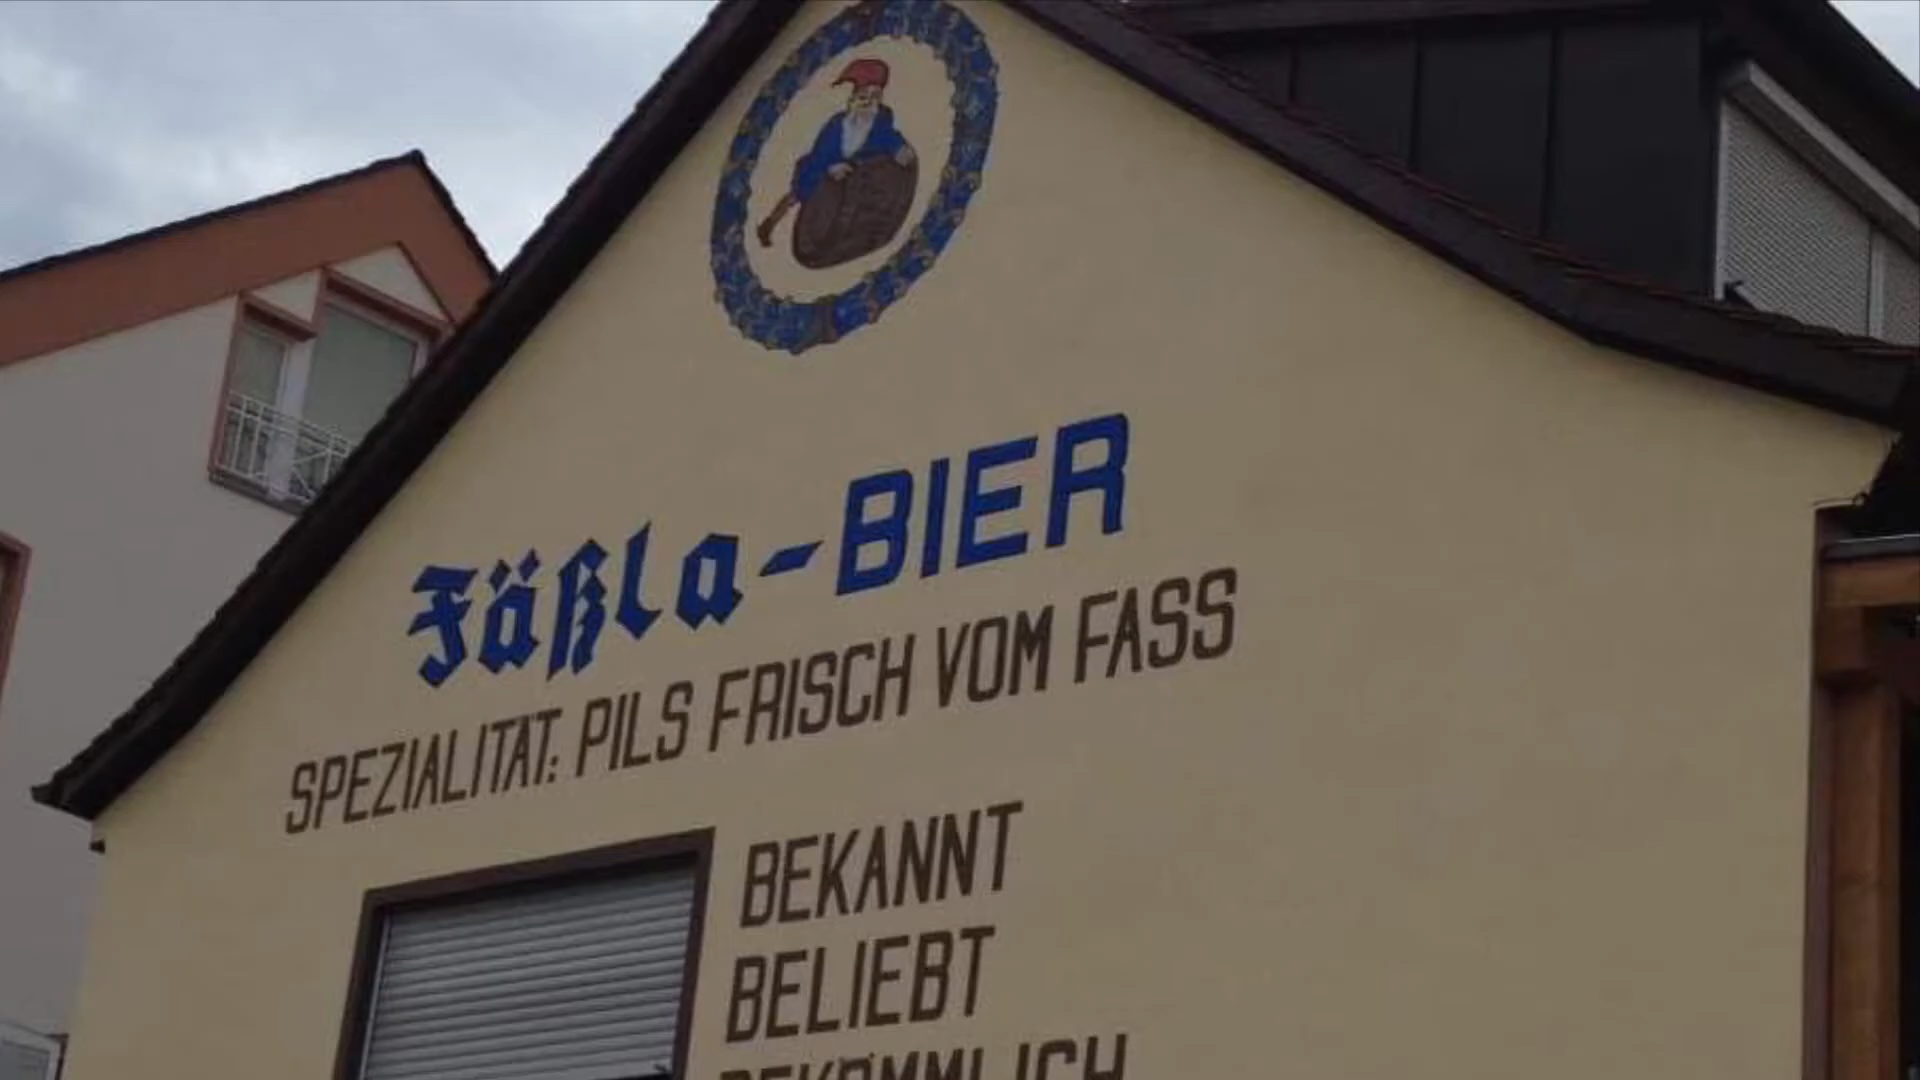 Fäßla-BIER
SPEZIALITÄT: PILS FRISCH VOM FASS
BEKANNT
BELIEBT
BEKÖMMLICH